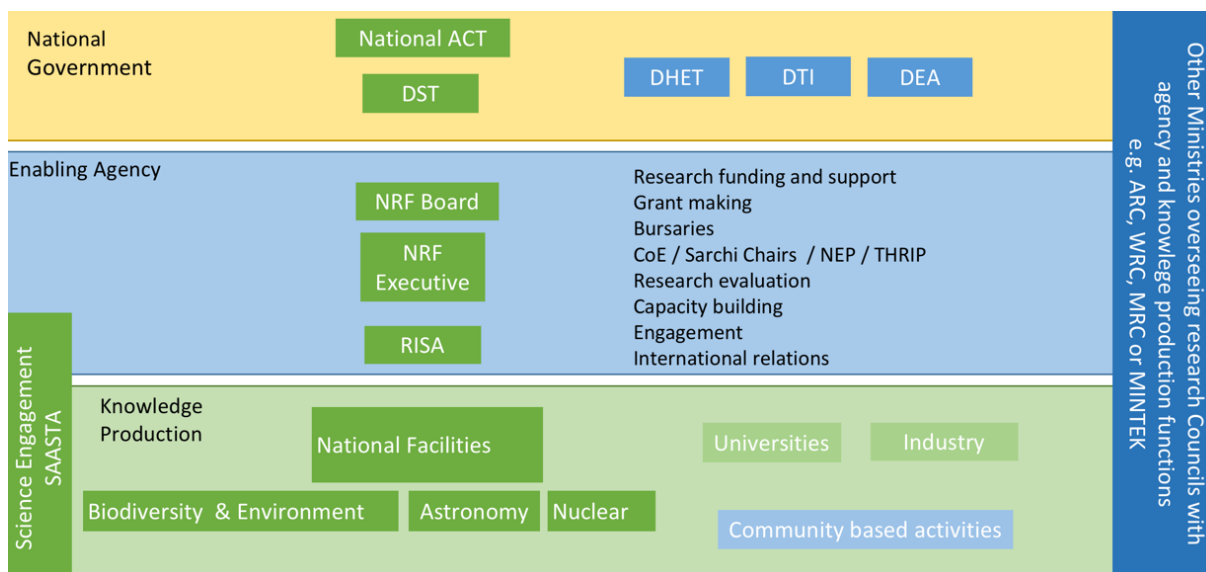 National
Government
National ACT
DST
DHET
DTI
DEA
Enabling Agency
NRF Board
NRF
Executive
RISA
Research funding and support
Grant making
Bursaries
CoE / Sarchi Chairs / NEP / THRIP
Research evaluation
Capacity building
Engagement
International relations
Science Engagement
SAASTA
Knowledge
Production
National Facilities
Biodiversity & Environment
Astronomy
Nuclear
Universities
Industry
Community based activities
Other Ministries overseeing research Councils with
agency and knowlege production functions
e.g. ARC, WRC, MRC or MINTEK